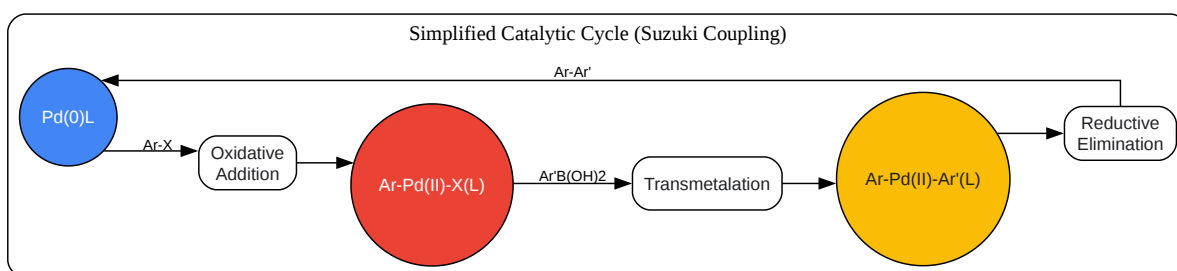 Simplified Catalytic Cycle (Suzuki Coupling)
Ar-Ar'
Pd(0)L
Ar-X
Oxidative
Addition
Ar-Pd(II)-X(L)
Ar'B(OH)2
Transmetalation
Ar-Pd(II)-Ar'(L)
Reductive
Elimination